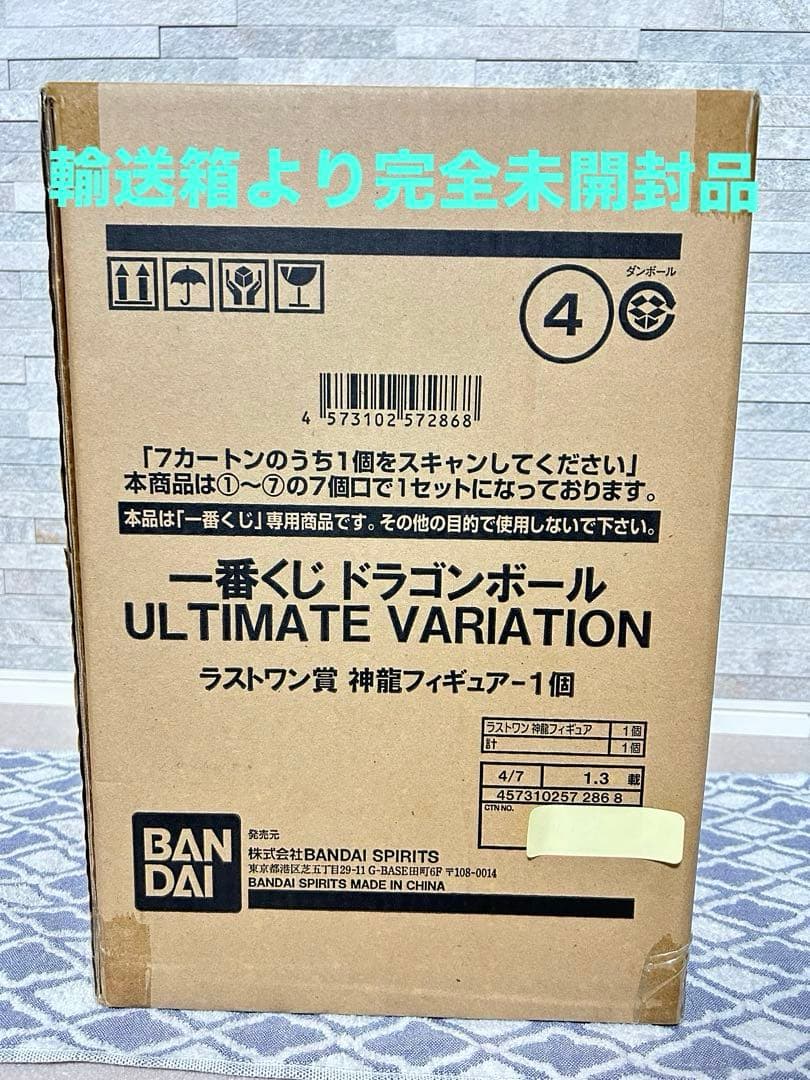 輸送箱より完全未開封品
ダンボール
4
4 573102 572868
「7カートンのうち1個をスキャンしてください」
本商品は①〜⑦の7個口で1セットになっております。
本品は「一番くじ」専用商品です。その他の目的で使用しないで下さい。
一番くじ ドラゴンボール
ULTIMATE VARIATION
ラストワン賞 神龍フィギュア-1個
ラストワン 神龍フィギュア 1個
計 1個
4/7 1.3 載
457310257 286 8
CTN NO.
BAN
DAI
発売元
株式会社BANDAI SPIRITS
東京都港区芝五丁目29-11 G-BASE田町6F 〒108-0014
BANDAI SPIRITS MADE IN CHINA